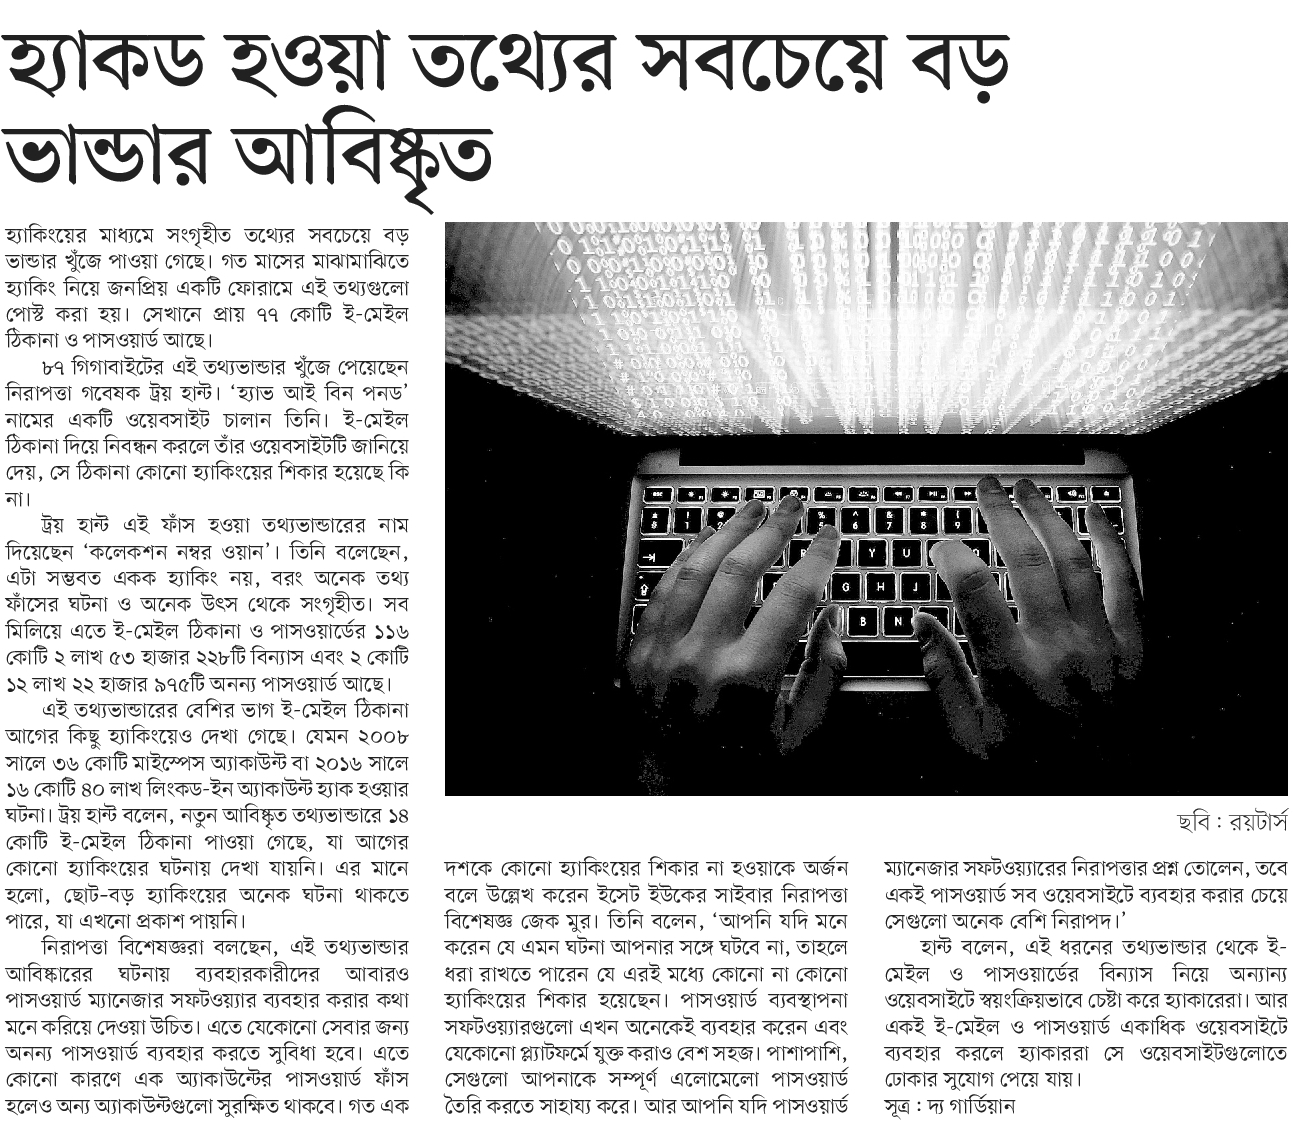 হ্যাকড হওয়া তথ্যের সবচেয়ে বড়
ভান্ডার আবিষ্কৃত
হ্যাকিংয়ের মাধ্যমে সংগৃহীত তথ্যের সবচেয়ে বড়
ভান্ডার খুঁজে পাওয়া গেছে। গত মাসের মাঝামাঝিতে
হ্যাকিং নিয়ে জনপ্রিয় একটি ফোরামে এই তথ্যগুলো
পোস্ট করা হয়। সেখানে প্রায় ৭৭ কোটি ই-মেইল
ঠিকানা ও পাসওয়ার্ড আছে।
৮৭ গিগাবাইটের এই তথ্যভান্ডার খুঁজে পেয়েছেন
নিরাপত্তা গবেষক ট্রয় হান্ট। ‘হ্যাভ আই বিন পনড’
নামের একটি ওয়েবসাইট চালান তিনি। ই-মেইল
ঠিকানা দিয়ে নিবন্ধন করলে তাঁর ওয়েবসাইটটি জানিয়ে
দেয়, সে ঠিকানা কোনো হ্যাকিংয়ের শিকার হয়েছে কি
না।
ট্রয় হান্ট এই ফাঁস হওয়া তথ্যভান্ডারের নাম
দিয়েছেন ‘কলেকশন নম্বর ওয়ান’। তিনি বলেছেন,
এটা সম্ভবত একক হ্যাকিং নয়, বরং অনেক তথ্য
ফাঁসের ঘটনা ও অনেক উৎস থেকে সংগৃহীত। সব
মিলিয়ে এতে ই-মেইল ঠিকানা ও পাসওয়ার্ডের ১১৬
কোটি ২ লাখ ৫৩ হাজার ২২৮টি বিন্যাস এবং ২ কোটি
১২ লাখ ২২ হাজার ৯৭৫টি অনন্য পাসওয়ার্ড আছে।
এই তথ্যভান্ডারের বেশির ভাগ ই-মেইল ঠিকানা
আগের কিছু হ্যাকিংয়েও দেখা গেছে। যেমন ২০০৮
সালে ৩৬ কোটি মাইস্পেস অ্যাকাউন্ট বা ২০১৬ সালে
১৬ কোটি ৪০ লাখ লিংকড-ইন অ্যাকাউন্ট হ্যাক হওয়ার
ঘটনা। ট্রয় হান্ট বলেন, নতুন আবিষ্কৃত তথ্যভান্ডারে ১৪
কোটি ই-মেইল ঠিকানা পাওয়া গেছে, যা আগের
কোনো হ্যাকিংয়ের ঘটনায় দেখা যায়নি। এর মানে
হলো, ছোট-বড় হ্যাকিংয়ের অনেক ঘটনা থাকতে
পারে, যা এখনো প্রকাশ পায়নি।
নিরাপত্তা বিশেষজ্ঞরা বলছেন, এই তথ্যভান্ডার
আবিষ্কারের ঘটনায় ব্যবহারকারীদের আবারও
পাসওয়ার্ড ম্যানেজার সফটওয়্যার ব্যবহার করার কথা
মনে করিয়ে দেওয়া উচিত। এতে যেকোনো সেবার জন্য
অনন্য পাসওয়ার্ড ব্যবহার করতে সুবিধা হবে। এতে
কোনো কারণে এক অ্যাকাউন্টের পাসওয়ার্ড ফাঁস
হলেও অন্য অ্যাকাউন্টগুলো সুরক্ষিত থাকবে। গত এক
ছবি : রয়টার্স
দশকে কোনো হ্যাকিংয়ের শিকার না হওয়াকে অর্জন
বলে উল্লেখ করেন ইসেট ইউকের সাইবার নিরাপত্তা
বিশেষজ্ঞ জেক মুর। তিনি বলেন, ‘আপনি যদি মনে
করেন যে এমন ঘটনা আপনার সঙ্গে ঘটবে না, তাহলে
ধরা রাখতে পারেন যে এরই মধ্যে কোনো না কোনো
হ্যাকিংয়ের শিকার হয়েছেন। পাসওয়ার্ড ব্যবস্থাপনা
সফটওয়্যারগুলো এখন অনেকেই ব্যবহার করেন এবং
যেকোনো প্ল্যাটফর্মে যুক্ত করাও বেশ সহজ। পাশাপাশি,
সেগুলো আপনাকে সম্পূর্ণ এলোমেলো পাসওয়ার্ড
তৈরি করতে সাহায্য করে। আর আপনি যদি পাসওয়ার্ড
ম্যানেজার সফটওয়্যারের নিরাপত্তার প্রশ্ন তোলেন, তবে
একই পাসওয়ার্ড সব ওয়েবসাইটে ব্যবহার করার চেয়ে
সেগুলো অনেক বেশি নিরাপদ।’
হান্ট বলেন, এই ধরনের তথ্যভান্ডার থেকে ই-
মেইল ও পাসওয়ার্ডের বিন্যাস নিয়ে অন্যান্য
ওয়েবসাইটে স্বয়ংক্রিয়ভাবে চেষ্টা করে হ্যাকারেরা। আর
একই ই-মেইল ও পাসওয়ার্ড একাধিক ওয়েবসাইটে
ব্যবহার করলে হ্যাকাররা সে ওয়েবসাইটগুলোতে
ঢোকার সুযোগ পেয়ে যায়।
সূত্র : দ্য গার্ডিয়ান